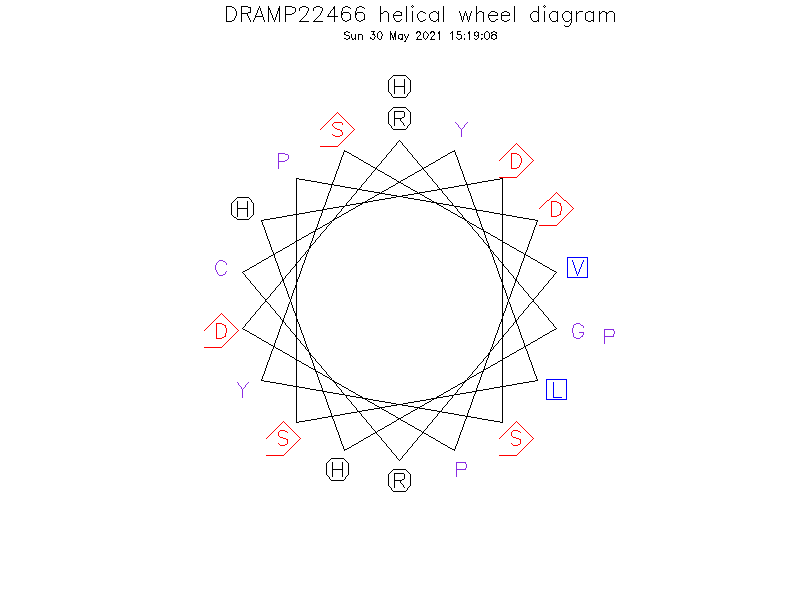 DRAMP22466 helical wheel diagram
Sun 30 May 2021 15:19:08
H
R
S Y
P D
H D
C V
D G P
Y L
S S
H P
R